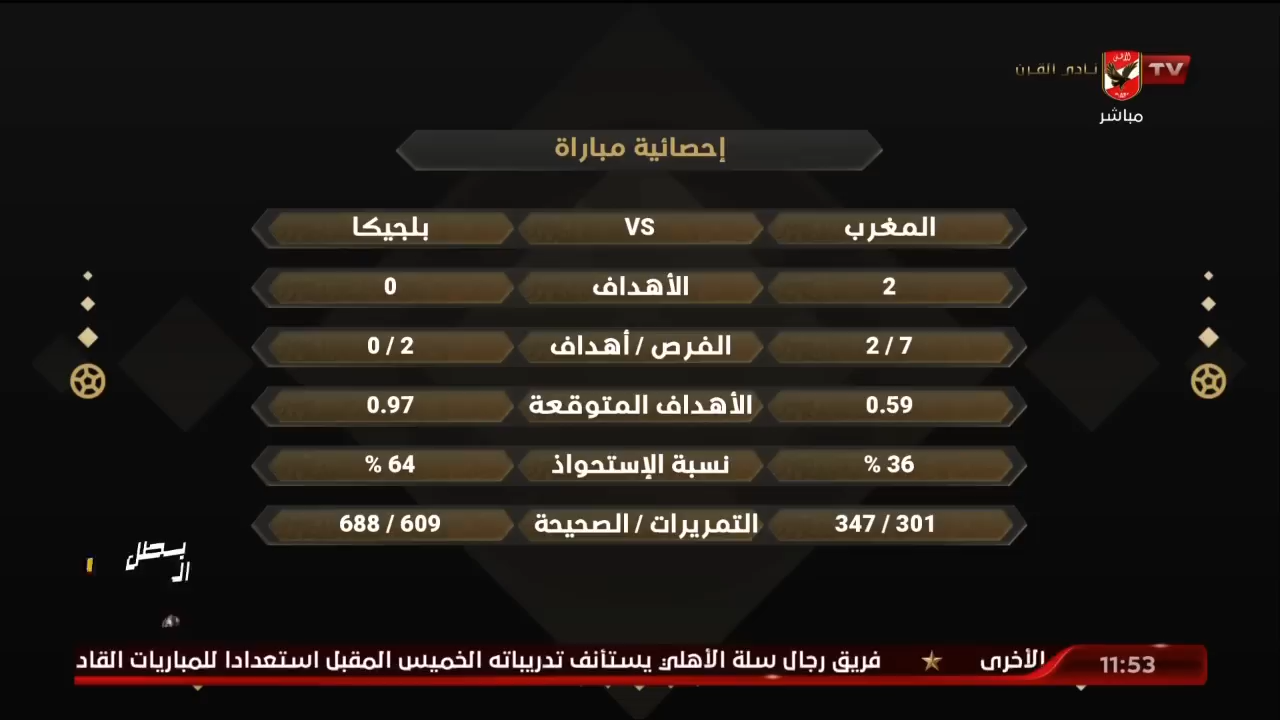 نادي القرن TV
مباشر
إحصائية مباراة
المغرب VS بلجيكا
2 الأهداف 0
2 / 7 الفرص / أهداف 0 / 2
0.59 الأهداف المتوقعة 0.97
% 36 نسبة الإستحواذ % 64
347 / 301 التمريرات / الصحيحة 688 / 609
بطل
الـ
11:53 الأخرى فريق رجال سلة الأهلي يستأنف تدريباته الخميس المقبل استعدادا للمباريات القاد